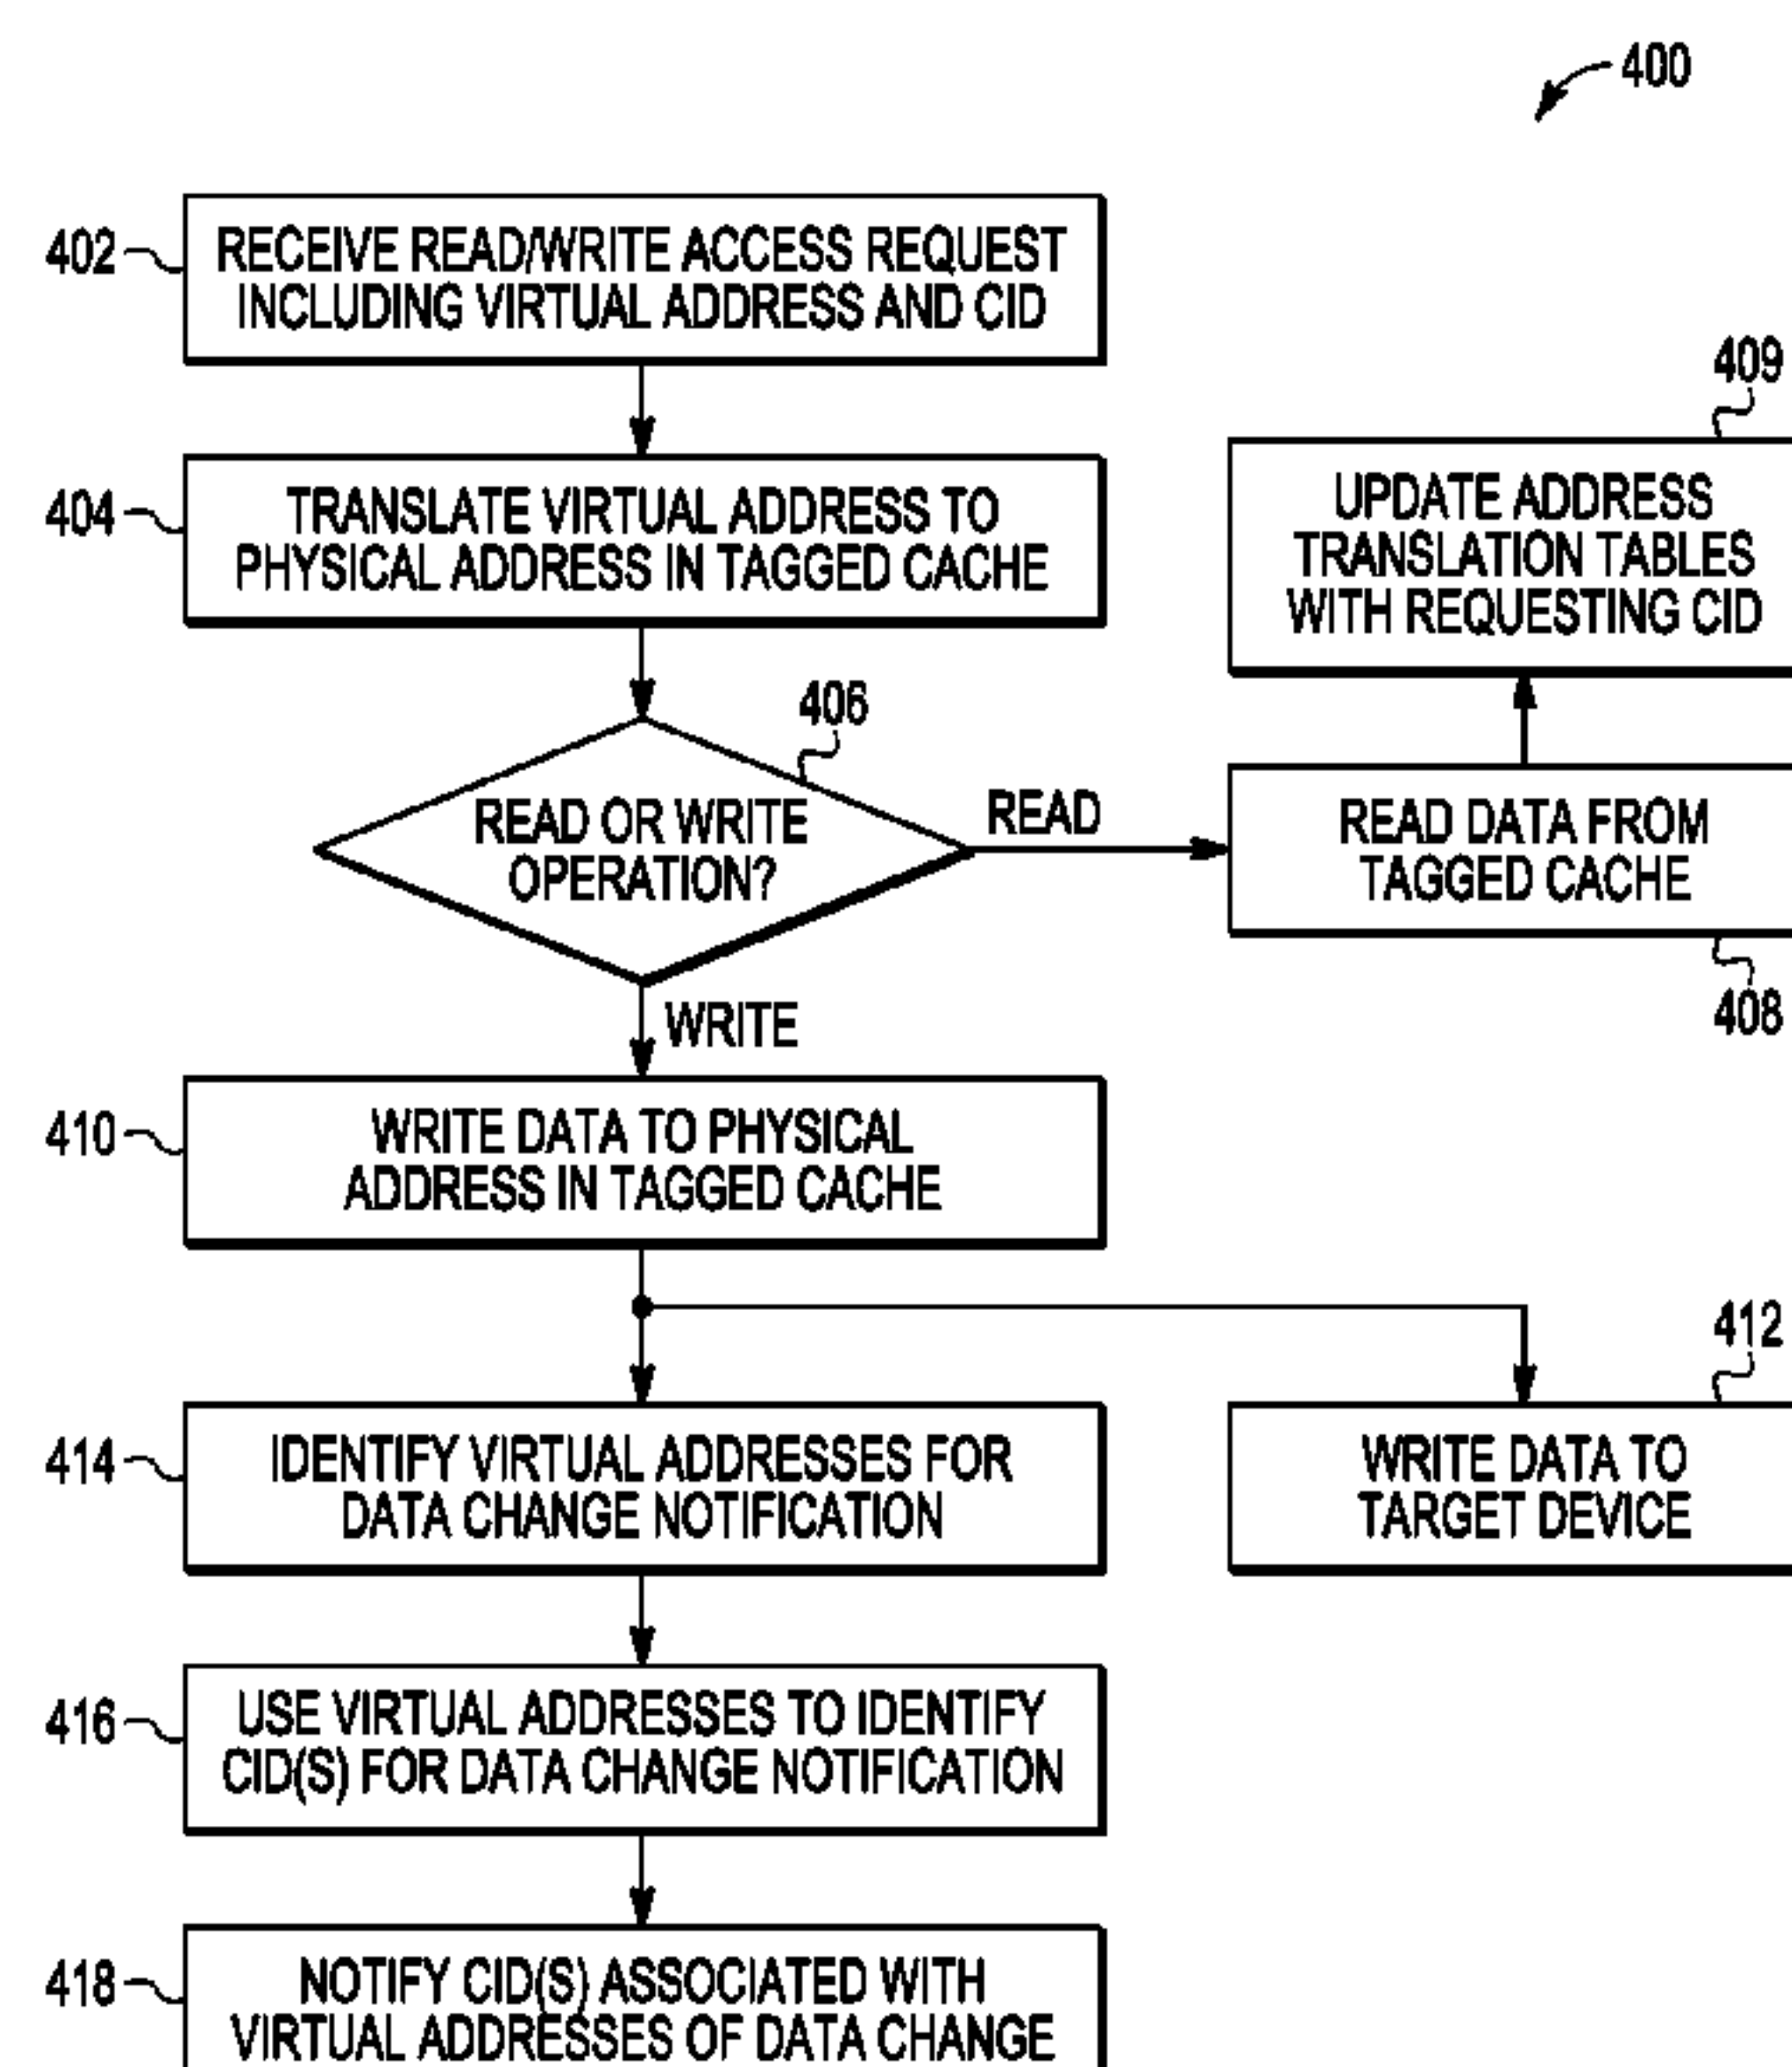 400
402
RECEIVE READ/WRITE ACCESS REQUEST
INCLUDING VIRTUAL ADDRESS AND CID
404
TRANSLATE VIRTUAL ADDRESS TO
PHYSICAL ADDRESS IN TAGGED CACHE
409
UPDATE ADDRESS
TRANSLATION TABLES
WITH REQUESTING CID
406
READ OR WRITE
OPERATION?
READ
READ DATA FROM
TAGGED CACHE
408
WRITE
410
WRITE DATA TO PHYSICAL
ADDRESS IN TAGGED CACHE
412
WRITE DATA TO
TARGET DEVICE
414
IDENTIFY VIRTUAL ADDRESSES FOR
DATA CHANGE NOTIFICATION
416
USE VIRTUAL ADDRESSES TO IDENTIFY
CID(S) FOR DATA CHANGE NOTIFICATION
418
NOTIFY CID(S) ASSOCIATED WITH
VIRTUAL ADDRESSES OF DATA CHANGE